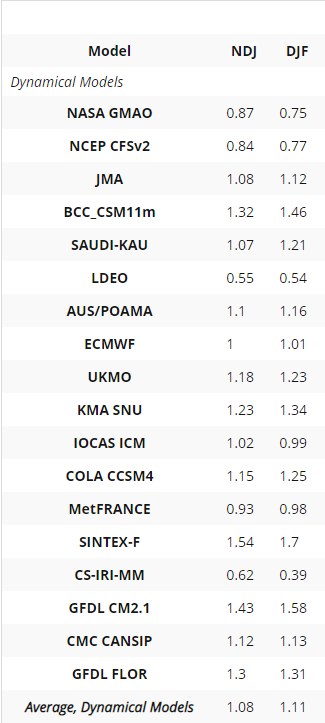 Model NDJ DJF
Dynamical Models
NASA GMAO 0.87 0.75
NCEP CFSv2 0.84 0.77
JMA 1.08 1.12
BCC_CSM11m 1.32 1.46
SAUDI-KAU 1.07 1.21
LDEO 0.55 0.54
AUS/POAMA 1.1 1.16
ECMWF 1 1.01
UKMO 1.18 1.23
KMA SNU 1.23 1.34
IOCAS ICM 1.02 0.99
COLA CCSM4 1.15 1.25
MetFRANCE 0.93 0.98
SINTEX-F 1.54 1.7
CS-IRI-MM 0.62 0.39
GFDL CM2.1 1.43 1.58
CMC CANSIP 1.12 1.13
GFDL FLOR 1.3 1.31
Average, Dynamical Models 1.08 1.11